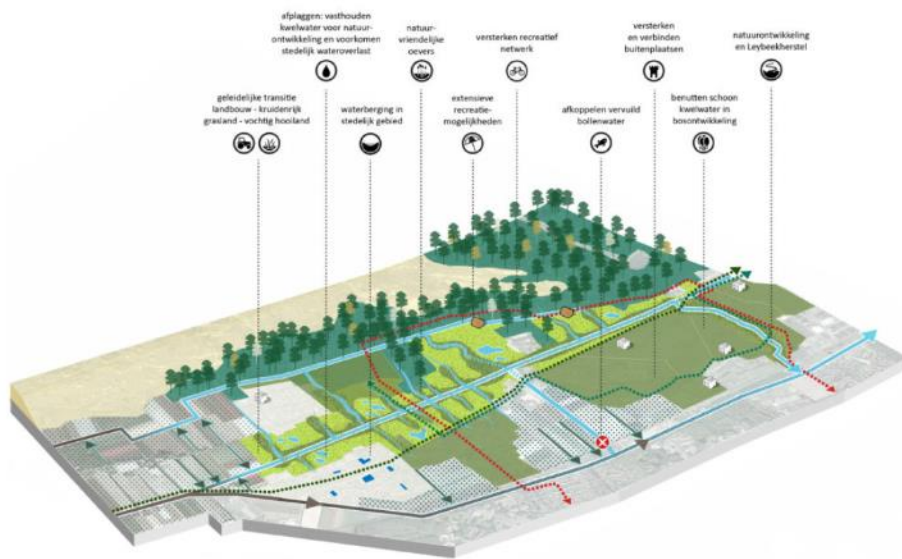 afplaggen: vasthouden
kwelwater voor natuur-
ontwikkeling en voorkomen
stedelijk wateroverlast
natuur-
vriendelijke
oevers
versterken recreatief
netwerk
versterken
en verbinden
buitenplaatsen
natuurontwikkeling
en Leybeekherstel
geleidelijke transitie
landbouw - kruidenrijk
grasland - vochtig hooiland
waterberging in
stedelijk gebied
extensieve
recreatie-
mogelijkheden
afkoppelen vervuild
bollenwater
benutten schoon
kwelwater in
bosontwikkeling